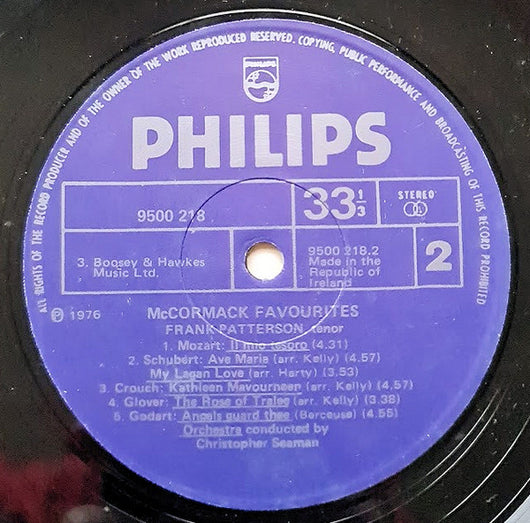 ALL RIGHTS OF THE RECORD PRODUCER AND OF THE OWNER OF THE WORK REPRODUCED RESERVED. COPYING, PUBLIC PERFORMANCE AND BROADCASTING OF THIS RECORD PROHIBITED
PHILIPS
PHILIPS
9500 218
33 1/3
STEREO
3. Boosey & Hawkes
Music Ltd.
9500 218.2
Made in the
Republic of
Ireland
2
℗ 1976
McCORMACK FAVOURITES
FRANK PATTERSON, tenor
1. Mozart: Il mio tesoro (4.31)
2. Schubert: Ave Maria (arr. Kelly) (4.57)
My Lagan Love (arr. Harty) (3.53)
3. Crouch: Kathleen Mavourneen (arr. Kelly) (4.57)
4. Glover: The Rose of Tralee (arr. Kelly) (3.38)
5. Godart: Angels guard thee (Berceuse) (4.55)
Orchestra conducted by
Christopher Seaman